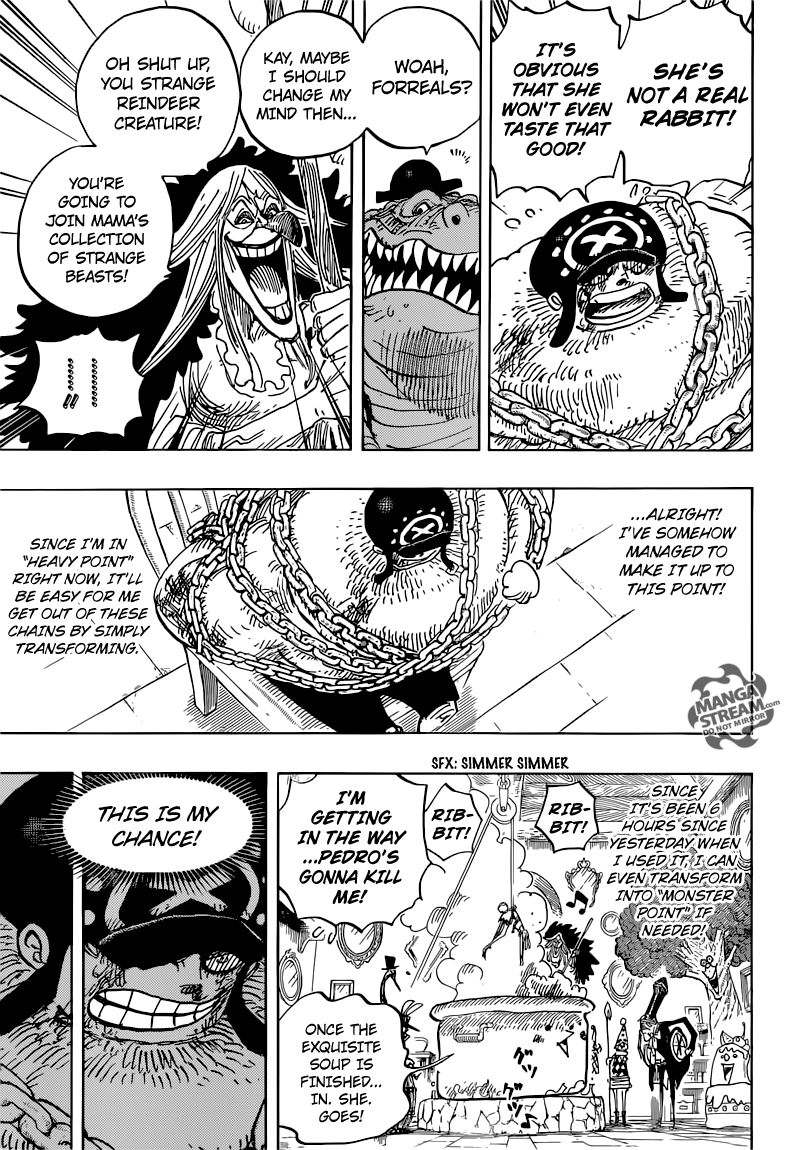 SHE'S
NOT A REAL
RABBIT!
IT'S
OBVIOUS
THAT SHE
WON'T EVEN
TASTE THAT
GOOD!
WOAH,
FORREALS?
KAY, MAYBE
I SHOULD
CHANGE MY
MIND THEN...
OH SHUT UP,
YOU STRANGE
REINDEER
CREATURE!
YOU'RE
GOING TO
JOIN MAMA'S
COLLECTION
OF STRANGE
BEASTS!
.......... !!
...ALRIGHT!
I'VE SOMEHOW
MANAGED TO
MAKE IT UP TO
THIS POINT!
SINCE I'M IN
"HEAVY POINT"
RIGHT NOW, IT'LL
BE EASY FOR ME
GET OUT OF THESE
CHAINS BY SIMPLY
TRANSFORMING.
MANGA
STREAM.com
DO NOT MIRROR
SFX: SIMMER SIMMER
SINCE
IT'S BEEN 6
HOURS SINCE
YESTERDAY WHEN
I USED IT, I CAN
EVEN TRANSFORM
INTO "MONSTER
POINT" IF
NEEDED!
RIB-
BIT!
RIB-
BIT!
I'M
GETTING
IN THE WAY
...PEDRO'S
GONNA KILL
ME!
ONCE THE
EXQUISITE
SOUP IS
FINISHED...
IN. SHE.
GOES!
グツ
グツ
THIS IS MY
CHANCE!